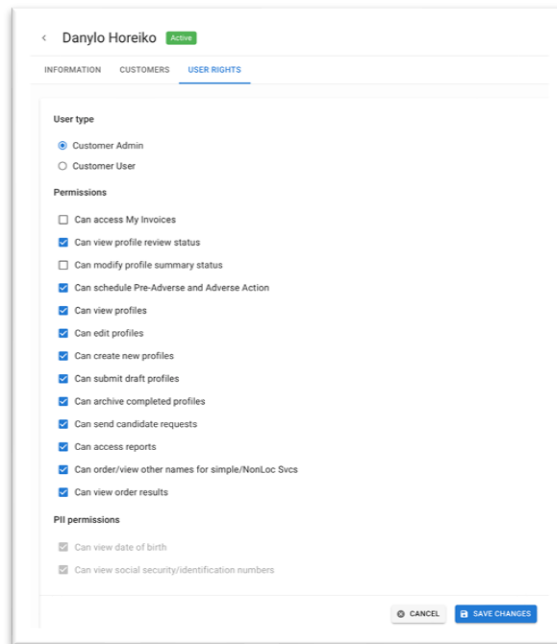 Danylo Horeiko Active
INFORMATION CUSTOMERS USER RIGHTS
User type
Customer Admin
Customer User
Permissions
Can access My Invoices
Can view profile review status
Can modify profile summary status
Can schedule Pre-Adverse and Adverse Action
Can view profiles
Can edit profiles
Can create new profiles
Can submit draft profiles
Can archive completed profiles
Can send candidate requests
Can access reports
Can order/view other names for simple/NonLoc Svcs
Can view order results
PII permissions
Can view date of birth
Can view social security/identification numbers
CANCEL SAVE CHANGES